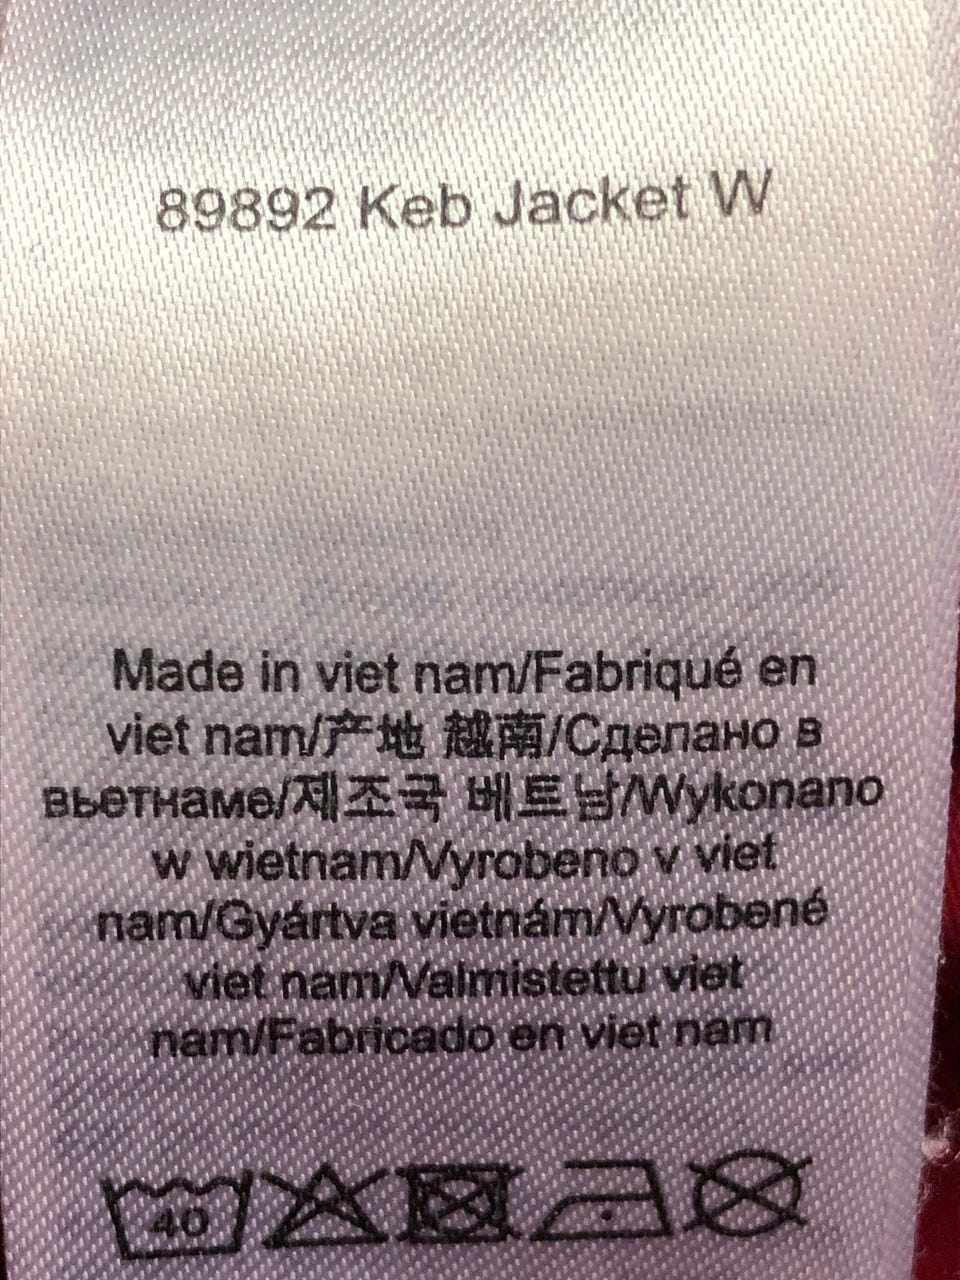 89892 Keb Jacket W
Made in viet nam/Fabriqué en
viet nam/产地 越南/Сделано в
вьетнаме/제조국 베트남/Wykonano
w wietnam/Vyrobeno v viet
nam/Gyártva vietnám/Vyrobené
viet nam/Valmistettu viet
nam/Fabricado en viet nam
40